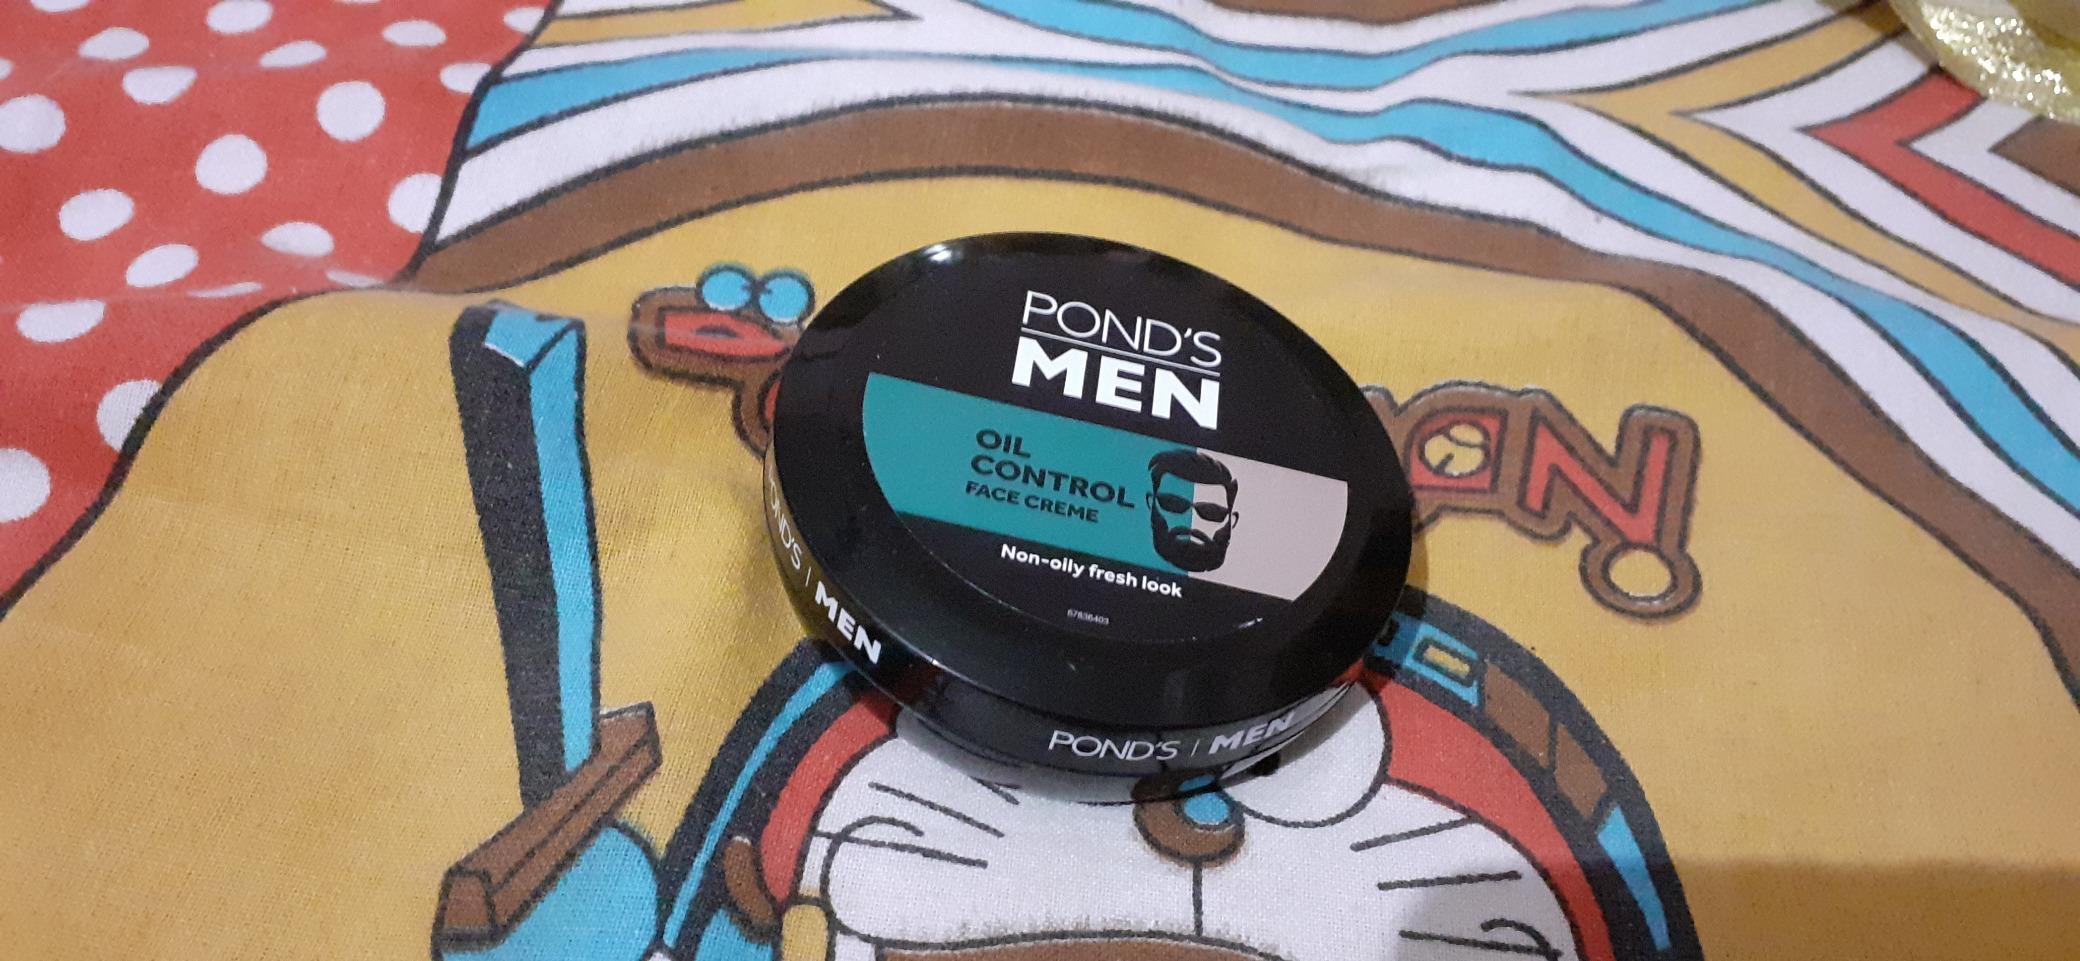 POND'S
MEN
OIL
CONTROL
FACE CREME
Non-oily fresh look
67836403
POND'S | MEN
POND'S | MEN